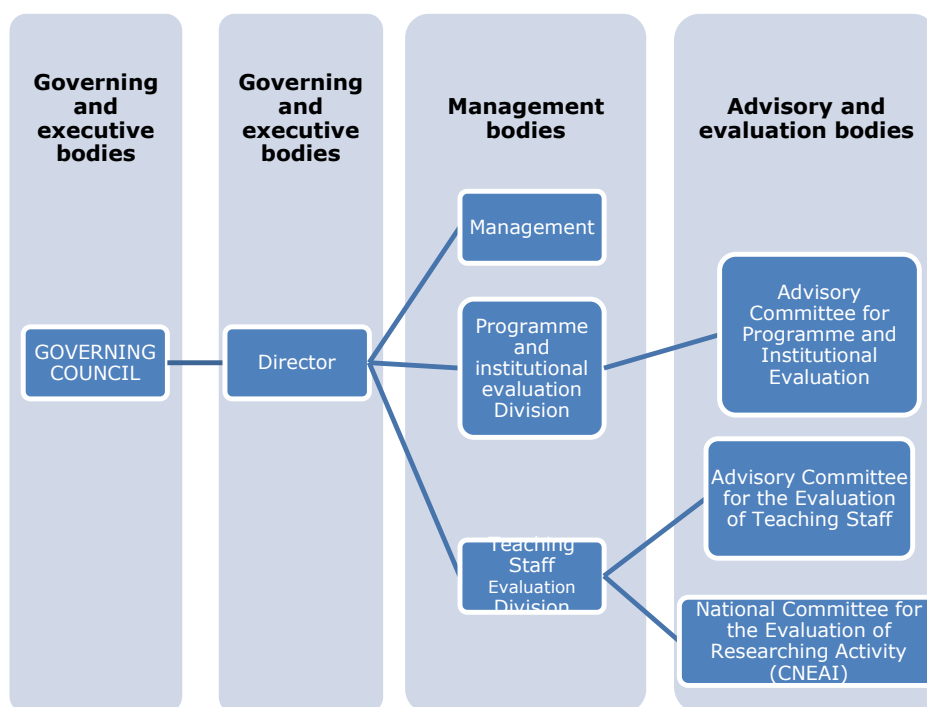 Governing
and
executive
bodies
Governing
and
executive
bodies
Management
bodies
Advisory and
evaluation bodies
GOVERNING
COUNCIL
Director
Management
Programme
and
institutional
evaluation
Division
Teaching
Staff
Evaluation
Division
Advisory
Committee for
Programme and
Institutional
Evaluation
Advisory Committee
for the Evaluation
of Teaching Staff
National Committee for
the Evaluation of
Researching Activity
(CNEAI)